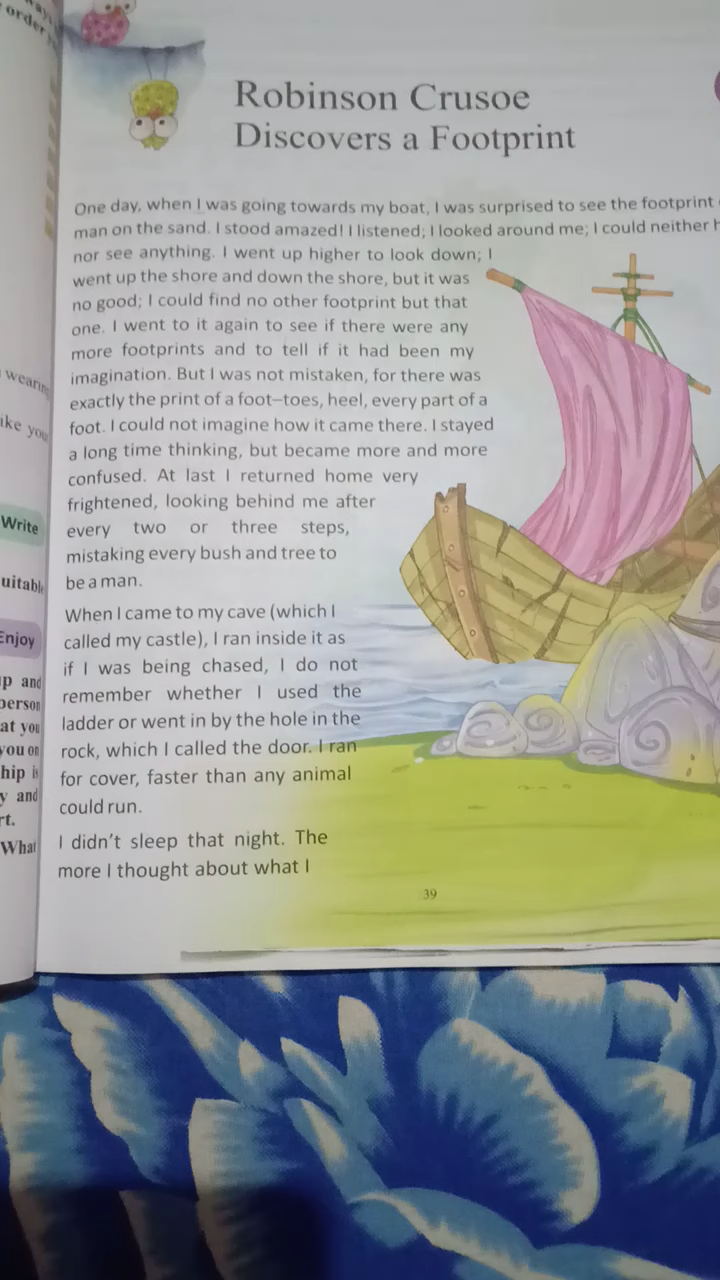 order
Robinson Crusoe
Discovers a Footprint
One day, when I was going towards my boat, I was surprised to see the footprint
man on the sand. I stood amazed! I listened; I looked around me; I could neither
nor see anything. I went up higher to look down; I
went up the shore and down the shore, but it was
no good; I could find no other footprint but that
one. I went to it again to see if there were any
more footprints and to tell if it had been my
imagination. But I was not mistaken, for there was
exactly the print of a foot–toes, heel, every part of a
foot. I could not imagine how it came there. I stayed
a long time thinking, but became more and more
confused. At last I returned home very
frightened, looking behind me after
every two or three steps,
mistaking every bush and tree to
be a man.
When I came to my cave (which I
called my castle), I ran inside it as
if I was being chased, I do not
remember whether I used the
ladder or went in by the hole in the
rock, which I called the door. I ran
for cover, faster than any animal
could run.
I didn't sleep that night. The
more I thought about what I
39
Write
Enjoy
and
at you
you on
and
What